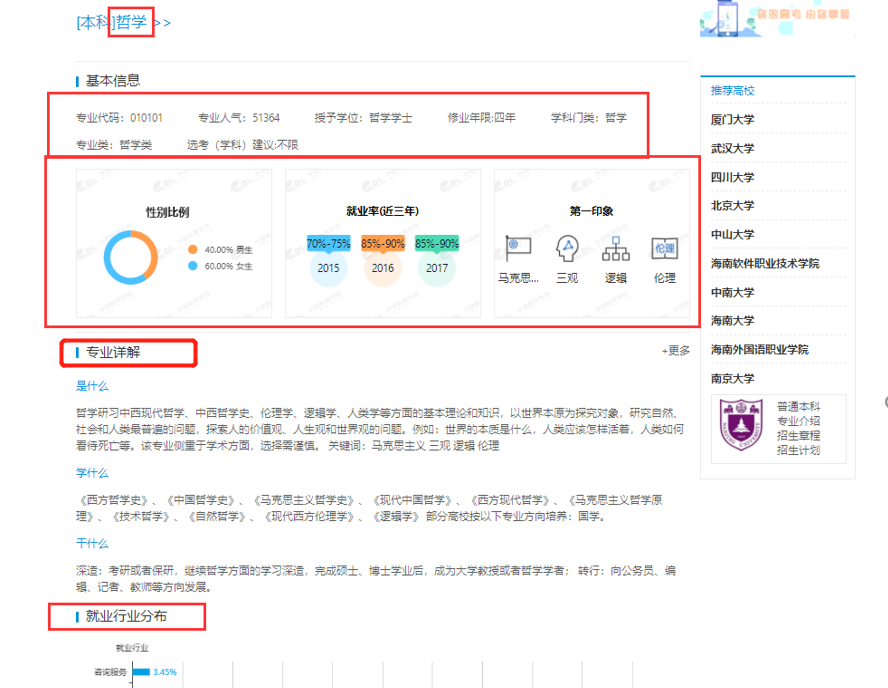 [本科]哲学 >>
基本信息
专业代码：010101 专业人气：51364 授予学位：哲学学士 修业年限:四年 学科门类：哲学
专业类：哲学类 选考（学科）建议:不限
性别比例
40.00% 男生
60.00% 女生
就业率(近三年)
70%-75% 85%-90% 85%-90%
2015 2016 2017
第一印象
伦理
马克思... 三观 逻辑 伦理
专业详解
+更多
是什么
哲学研习中西现代哲学、中西哲学史、伦理学、逻辑学、人类学等方面的基本理论和知识，以世界本原为探究对象，研究自然、
社会和人类最普遍的问题，探索人的价值观、人生观和世界观的问题。例如：世界的本质是什么，人类应该怎样活着，人类如何
看待死亡等。该专业侧重于学术方面，选择需谨慎。 关键词：马克思主义 三观 逻辑 伦理
学什么
《西方哲学史》、《中国哲学史》、《马克思主义哲学史》、《现代中国哲学》、《西方现代哲学》、《马克思主义哲学原
理》、《技术哲学》、《自然哲学》、《现代西方伦理学》、《逻辑学》 部分高校按以下专业方向培养：国学。
干什么
深造：考研或者保研，继续哲学方面的学习深造，完成硕士、博士学业后，成为大学教授或者哲学学者； 转行：向公务员、编
辑、记者、教师等方向发展。
就业行业分布
就业行业
咨询服务 3.45%
推荐高校
厦门大学
武汉大学
四川大学
北京大学
中山大学
海南软件职业技术学院
中南大学
海南大学
海南外国语职业学院
南京大学
普通本科
专业介绍
招生章程
招生计划